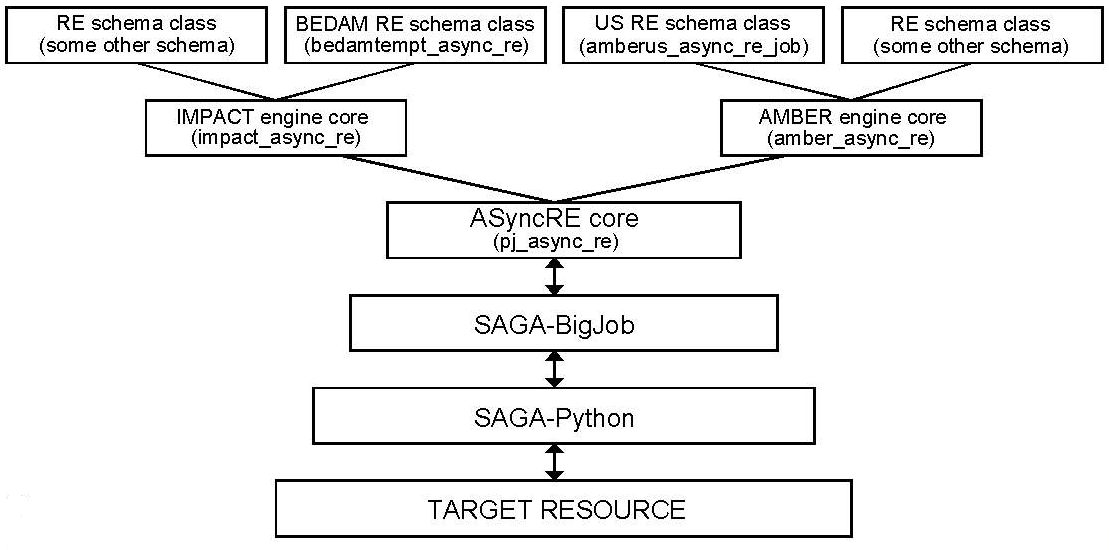 RE schema class
(some other schema)
BEDAM RE schema class
(bedamtempt_async_re)
US RE schema class
(amberus_async_re_job)
RE schema class
(some other schema)
IMPACT engine core
(impact_async_re)
AMBER engine core
(amber_async_re)
ASyncRE core
(pj_async_re)
SAGA-BigJob
SAGA-Python
TARGET RESOURCE